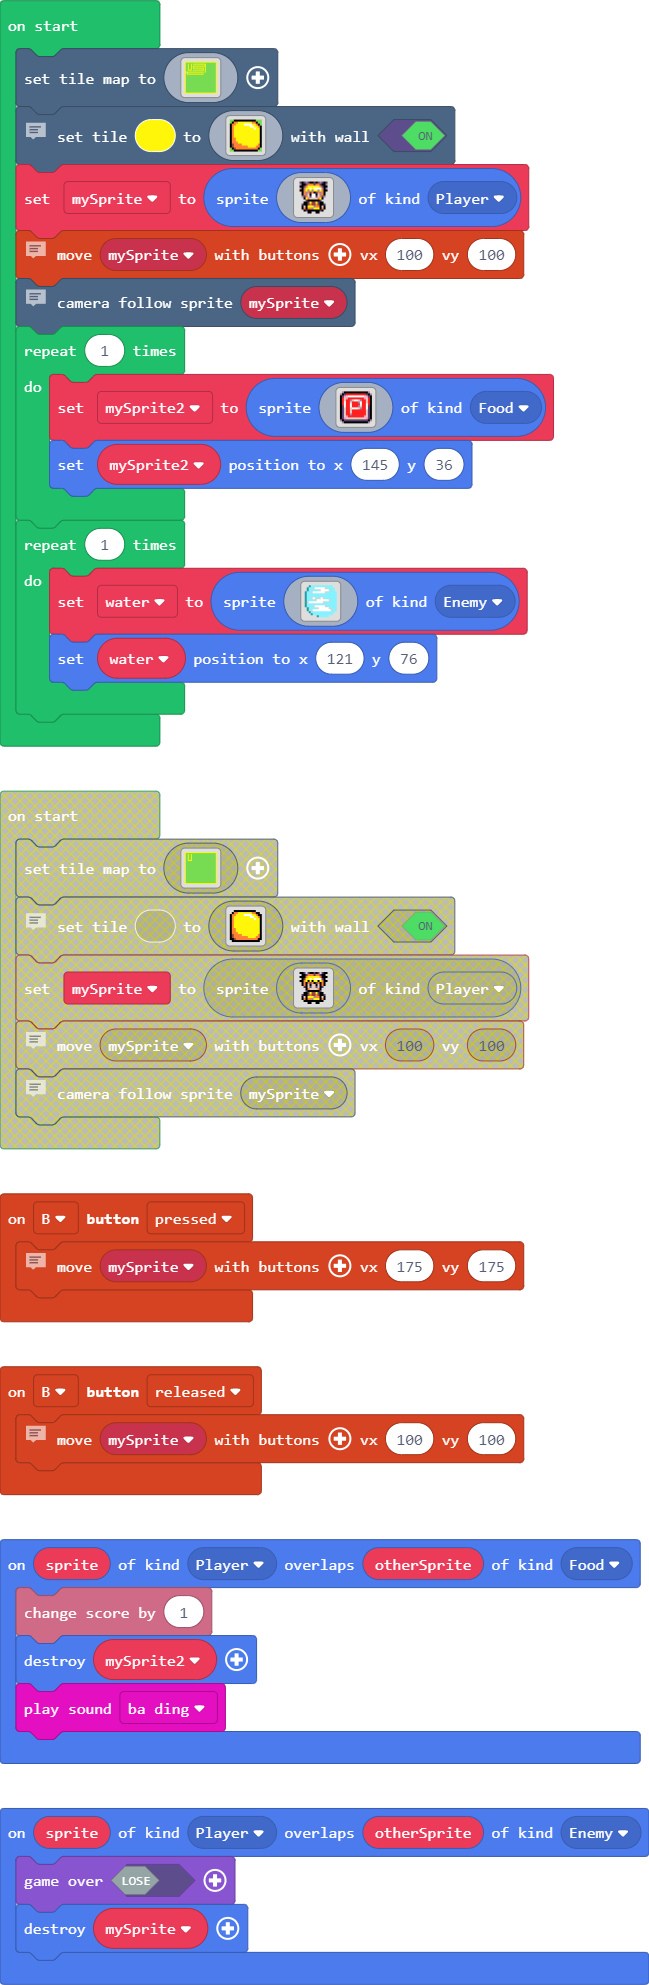 on start
set tile map to
set tile to with wall ON
set mySprite to sprite of kind Player
move mySprite with buttons vx 100 vy 100
camera follow sprite mySprite
repeat 1 times
do
set mySprite2 to sprite P of kind Food
set mySprite2 position to x 145 y 36
repeat 1 times
do
set water to sprite of kind Enemy
set water position to x 121 y 76
on start
set tile map to
set tile to with wall ON
set mySprite to sprite of kind Player
move mySprite with buttons vx 100 vy 100
camera follow sprite mySprite
on B button pressed
move mySprite with buttons vx 175 vy 175
on B button released
move mySprite with buttons vx 100 vy 100
on sprite of kind Player overlaps otherSprite of kind Food
change score by 1
destroy mySprite2
play sound ba ding
on sprite of kind Player overlaps otherSprite of kind Enemy
game over LOSE
destroy mySprite